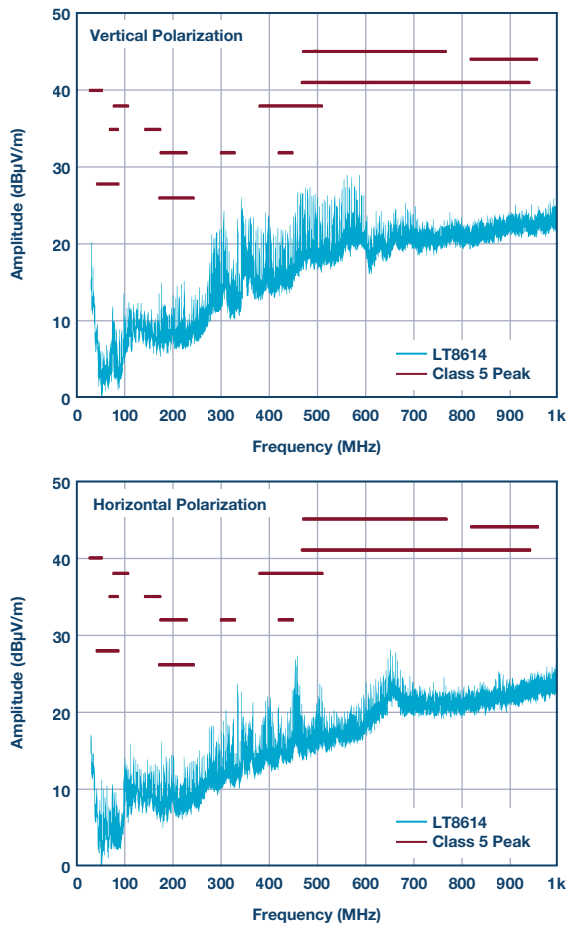 50
Vertical Polarization
40
30
20
10
0
Amplitude (dBµV/m)
LT8614
Class 5 Peak
0 100 200 300 400 500 600 700 800 900 1k
Frequency (MHz)
50
Horizontal Polarization
40
30
20
10
0
Amplitude (dBµV/m)
LT8614
Class 5 Peak
0 100 200 300 400 500 600 700 800 900 1k
Frequency (MHz)